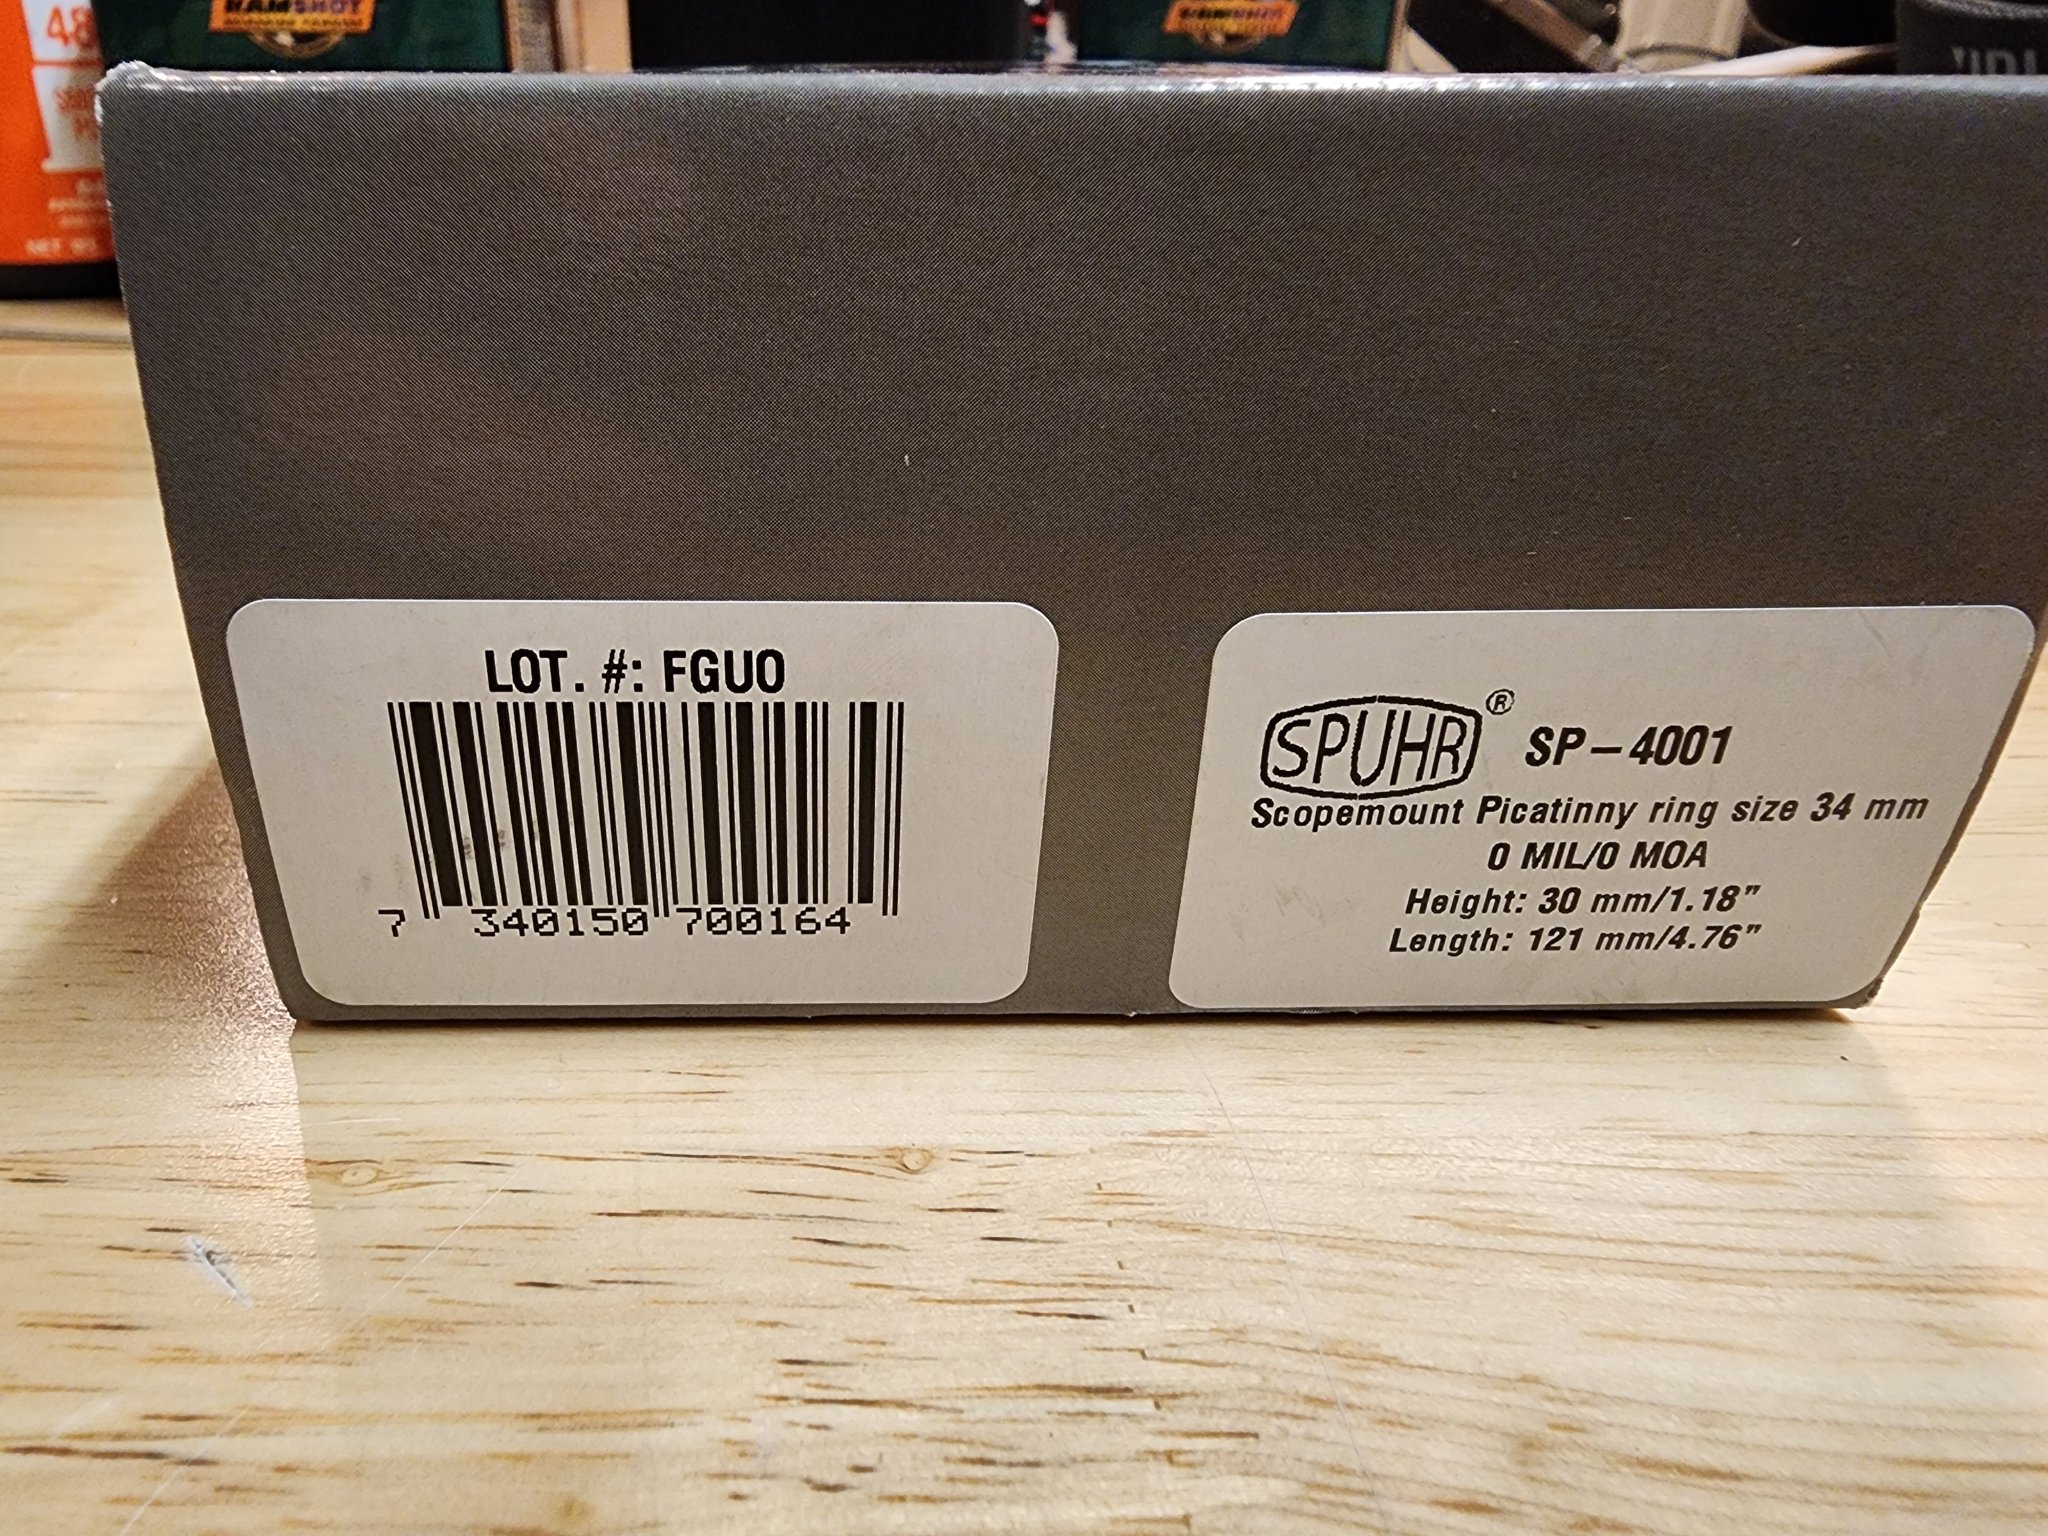 48
RAMSHOT
LOT. #: FGUO
7 340150 700164
SPUHR® SP-4001
Scopemount Picatinny ring size 34 mm
0 MIL/0 MOA
Height: 30 mm/1.18"
Length: 121 mm/4.76"